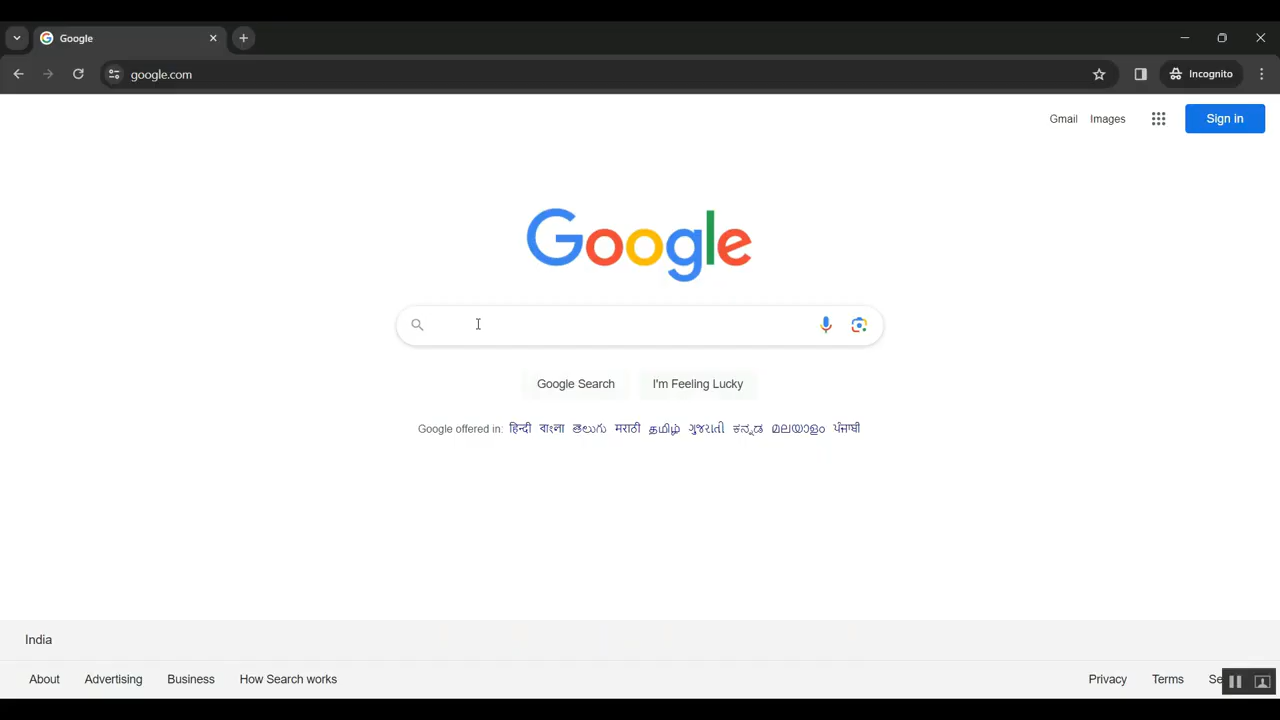 Google
google.com
Incognito
Gmail Images Sign in
Google
Google Search I'm Feeling Lucky
Google offered in: हिन्दी বাংলা తెలుగు मराठी தமிழ் ગુજરાતી ಕನ್ನಡ മലയാളം ਪੰਜਾਬੀ
India
About Advertising Business How Search works Privacy Terms